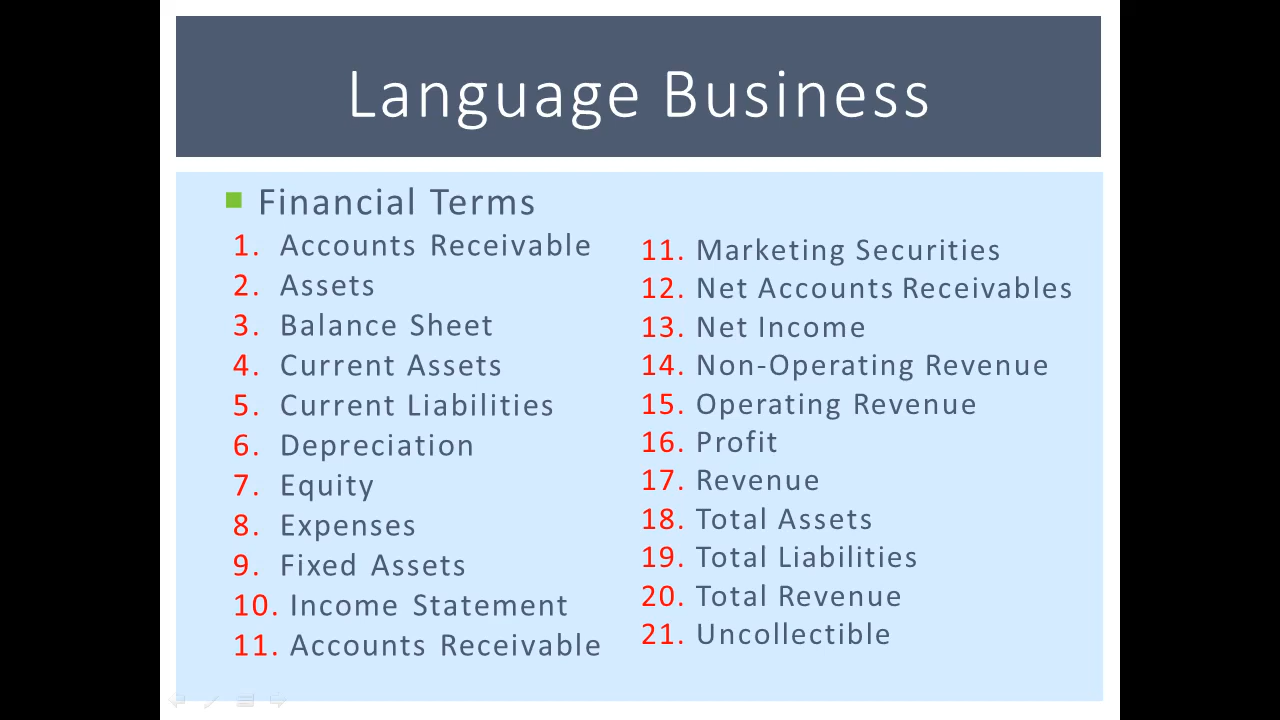 Language Business
Financial Terms
1. Accounts Receivable
2. Assets
3. Balance Sheet
4. Current Assets
5. Current Liabilities
6. Depreciation
7. Equity
8. Expenses
9. Fixed Assets
10. Income Statement
11. Accounts Receivable
11. Marketing Securities
12. Net Accounts Receivables
13. Net Income
14. Non-Operating Revenue
15. Operating Revenue
16. Profit
17. Revenue
18. Total Assets
19. Total Liabilities
20. Total Revenue
21. Uncollectible